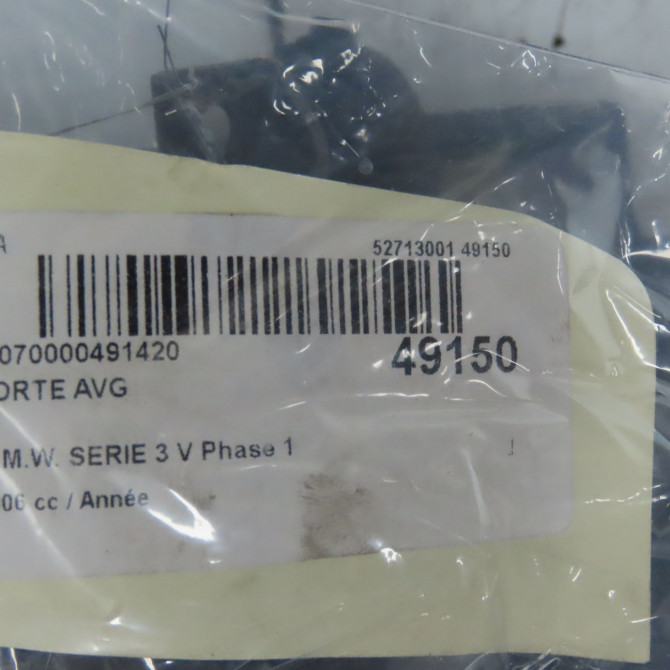 A
52713001 49150
070000491420
49150
ORTE AVG
M.W. SERIE 3 V Phase 1
06 cc / Année